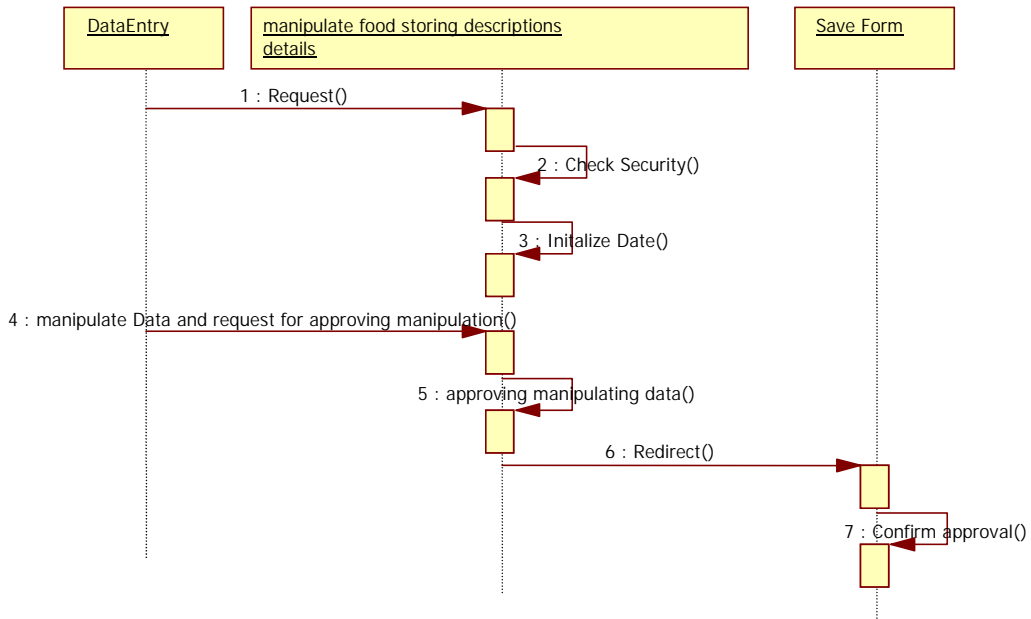 DataEntry
manipulate food storing descriptions
details
Save Form
1 : Request()
2 : Check Security()
3 : Initalize Date()
4 : manipulate Data and request for approving manipulation()
5 : approving manipulating data()
6 : Redirect()
7 : Confirm approval()